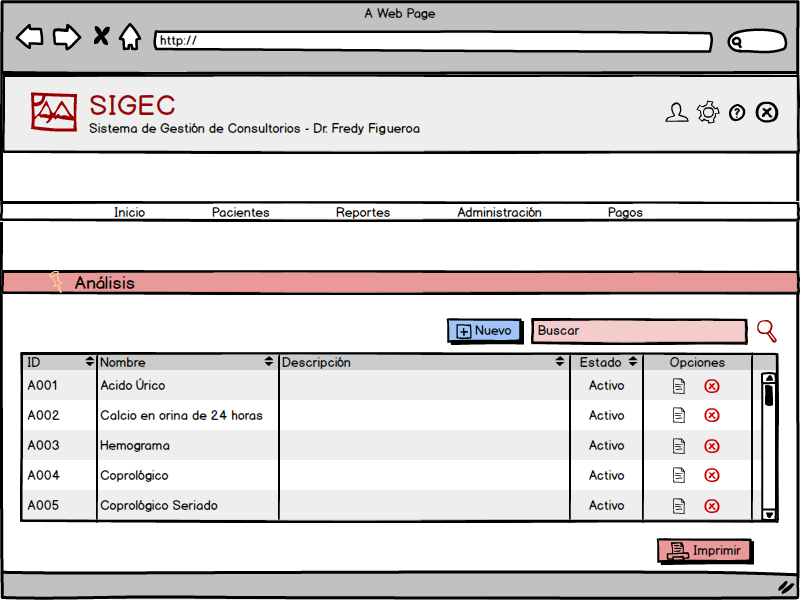 A Web Page
http://
SIGEC
Sistema de Gestión de Consultorios - Dr. Fredy Figueroa
Inicio Pacientes Reportes Administración Pagos
Análisis
Nuevo Buscar
ID Nombre Descripción Estado Opciones
A001 Acido Úrico Activo
A002 Calcio en orina de 24 horas Activo
A003 Hemograma Activo
A004 Coprológico Activo
A005 Coprológico Seriado Activo
Imprimir